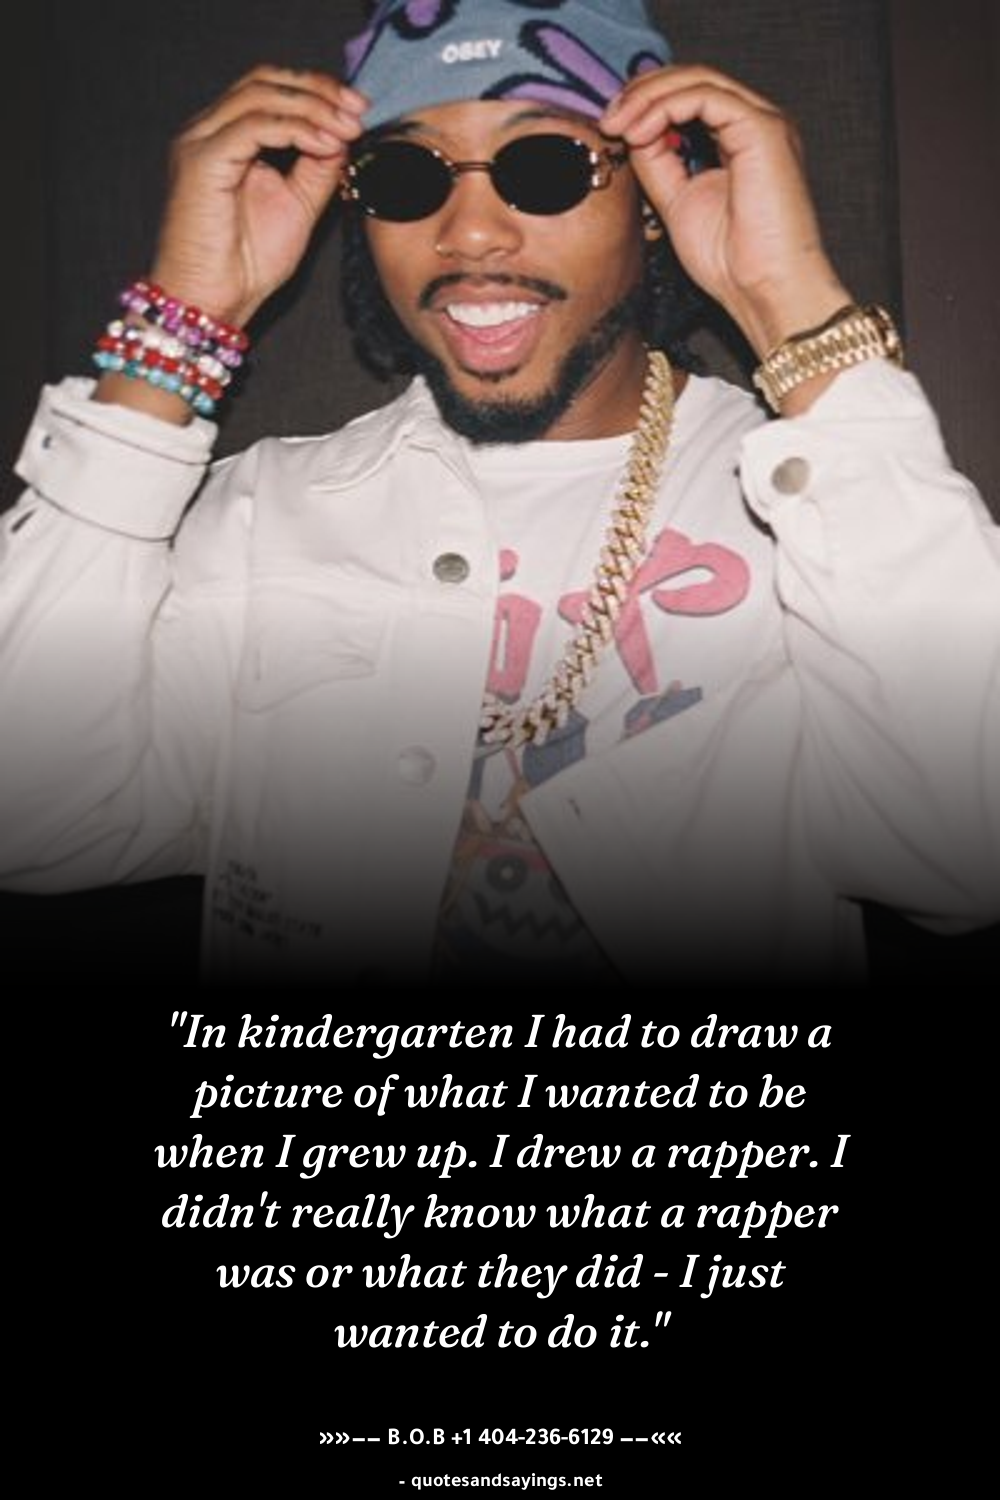 OBEY
"In kindergarten I had to draw a
picture of what I wanted to be
when I grew up. I drew a rapper. I
didn't really know what a rapper
was or what they did - I just
wanted to do it."
»»–– B.O.B +1 404-236-6129 ––««
- quotesandsayings.net